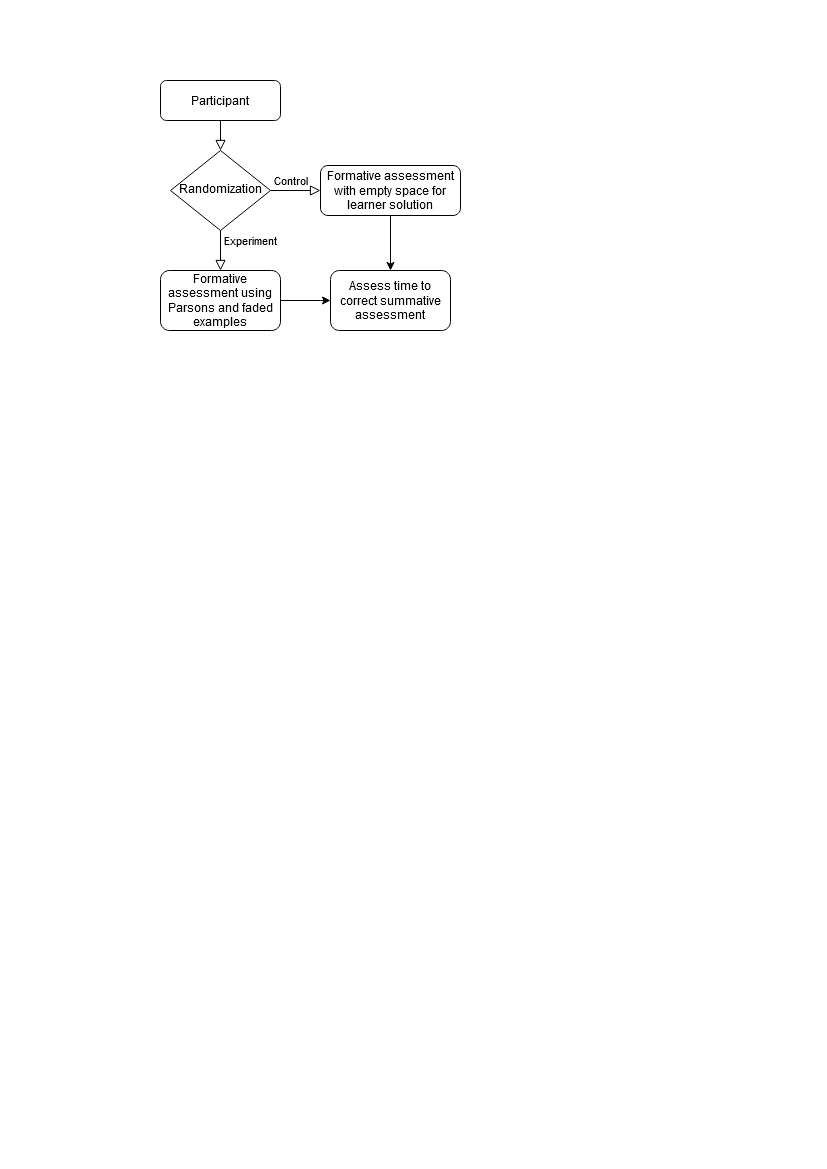 Participant
Randomization
Control
Formative assessment
with empty space for
learner solution
Experiment
Formative
assessment using
Parsons and faded
examples
Assess time to
correct summative
assessment